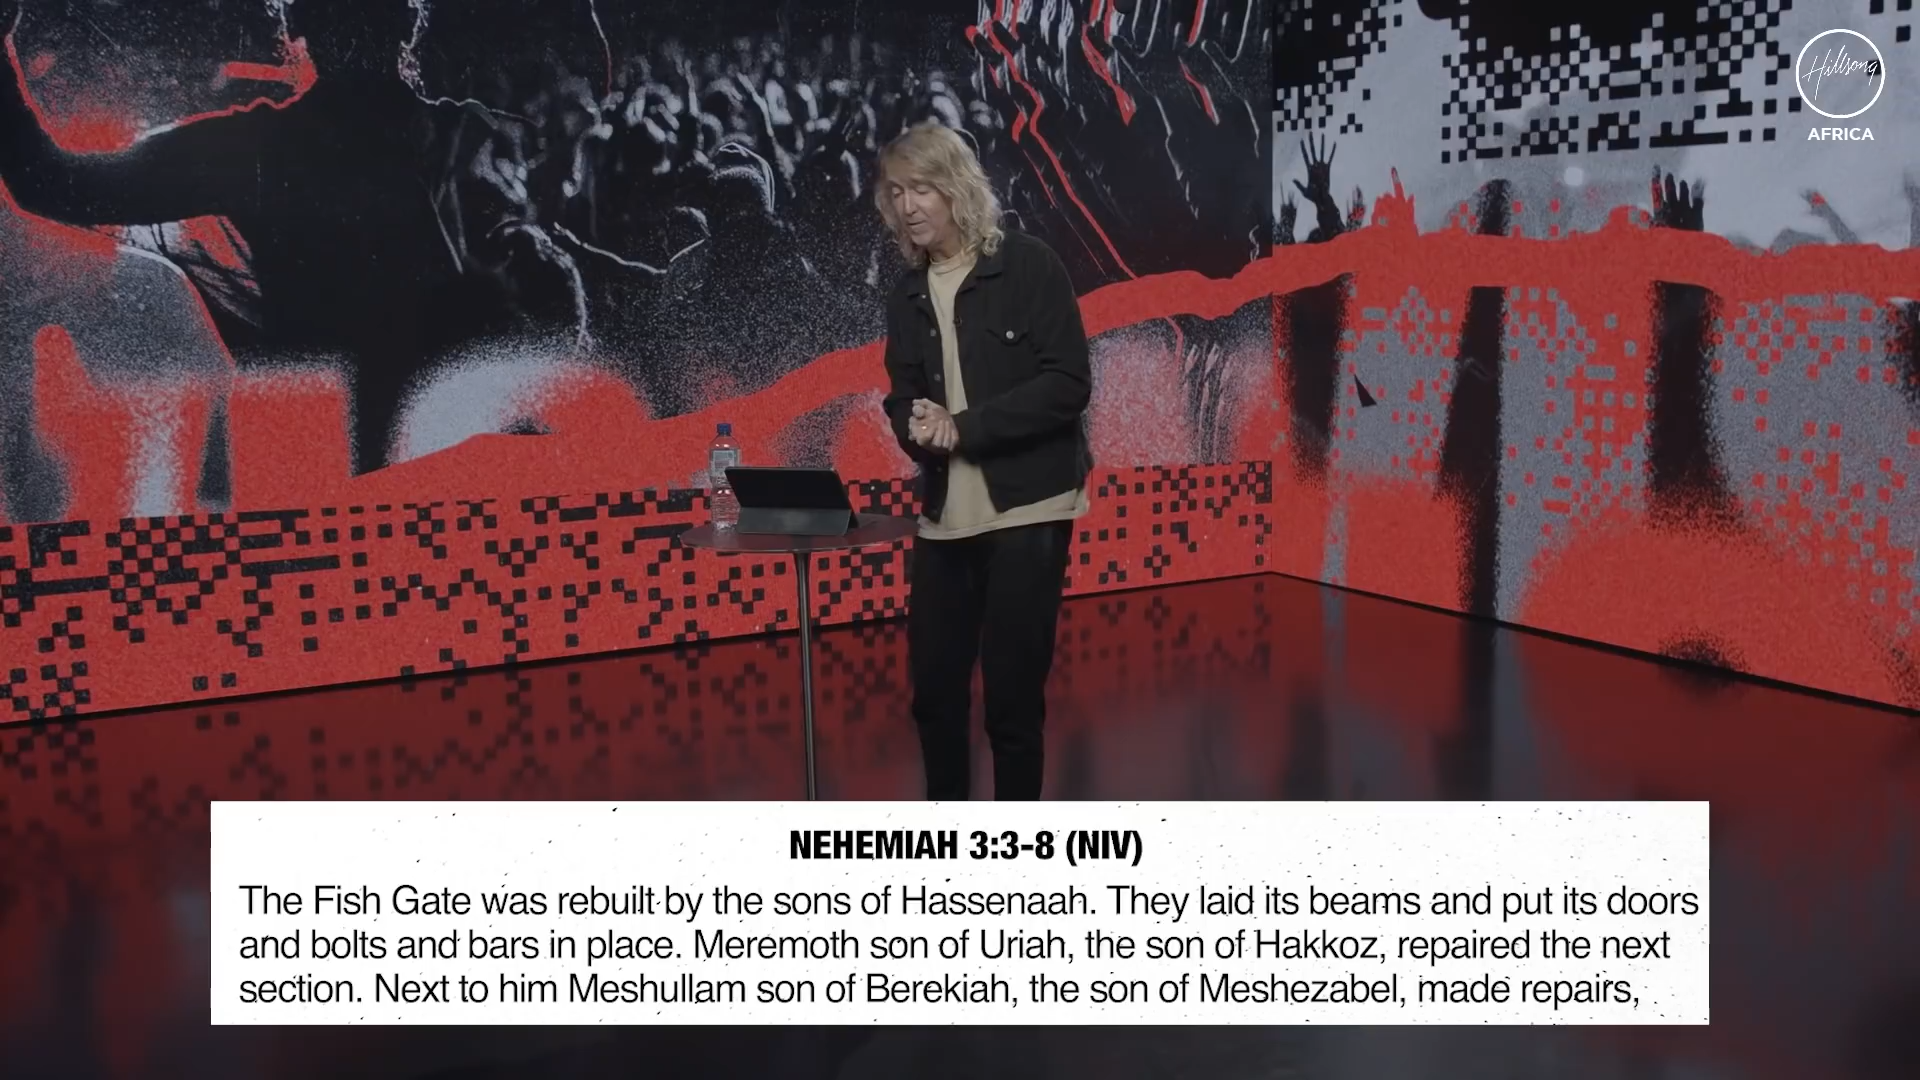 Hillsong
AFRICA
NEHEMIAH 3:3-8 (NIV)
The Fish Gate was rebuilt by the sons of Hassenaah. They laid its beams and put its doors
and bolts and bars in place. Meremoth son of Uriah, the son of Hakkoz, repaired the next
section. Next to him Meshullam son of Berekiah, the son of Meshezabel, made repairs,